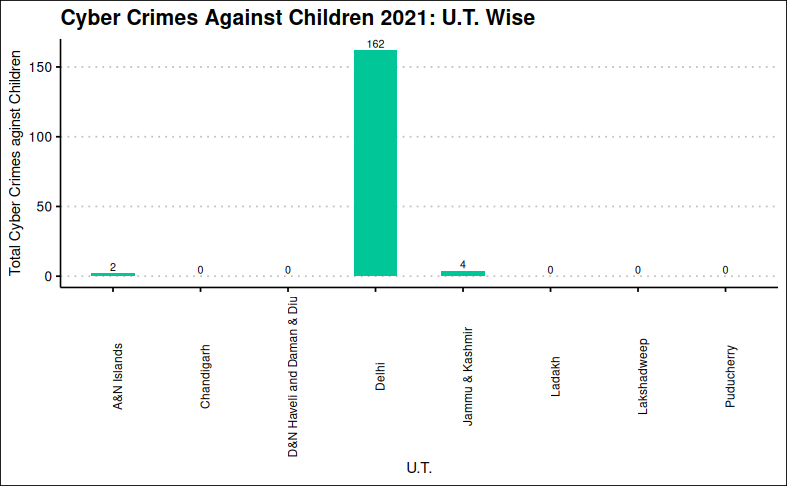 Cyber Crimes Against Children 2021: U.T. Wise
Total Cyber Crimes aginst Children
150
100
50
0
2
0
0
162
4
0
0
0
A&N Islands
Chandigarh
D&N Haveli and Daman & Diu
Delhi
Jammu & Kashmir
Ladakh
Lakshadweep
Puducherry
U.T.